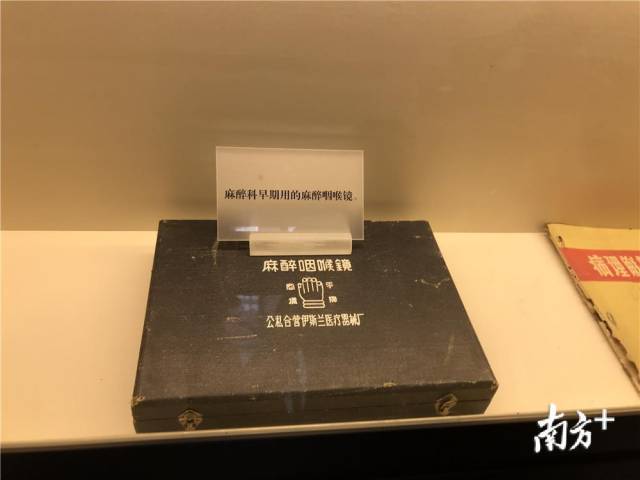 麻醉科早期用的麻醉咽喉镜。
麻醉咽喉鏡
平
公私合营伊斯兰医疗器械厂
南方+